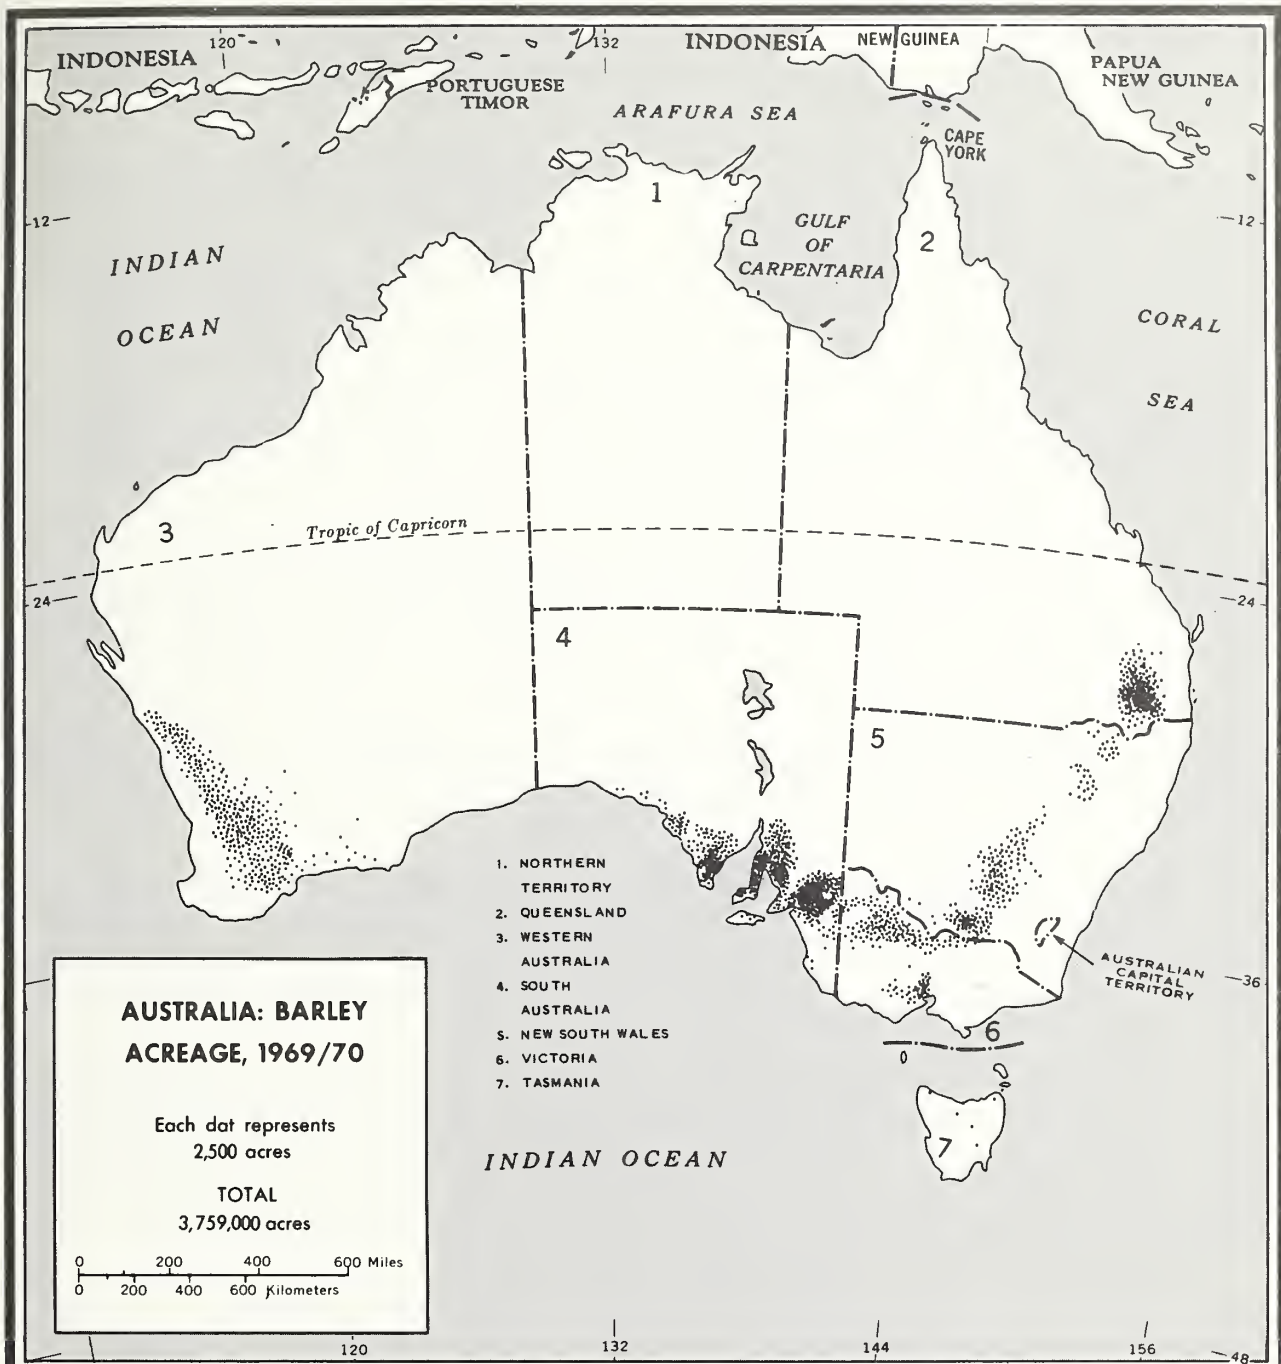 120
132
INDONESIA
INDONESIA
NEW GUINEA
PORTUGUESE
TIMOR
PAPUA
NEW GUINEA
ARAFURA SEA
CAPE
YORK
1
12
12
GULF
OF
CARPENTARIA
2
INDIAN
OCEAN
CORAL
SEA
3
Tropic of Capricorn
24
24
4
5
1. NORTHERN
TERRITORY
2. QUEENSLAND
3. WESTERN
AUSTRALIA
4. SOUTH
AUSTRALIA
5. NEW SOUTH WALES
6. VICTORIA
7. TASMANIA
AUSTRALIAN
CAPITAL
TERRITORY
36
6
7
INDIAN OCEAN
AUSTRALIA: BARLEY
ACREAGE, 1969/70
Each dat represents
2,500 acres
TOTAL
3,759,000 acres
0 200 400 600 Miles
0 200 400 600 Kilometers
120
132
144
156
48